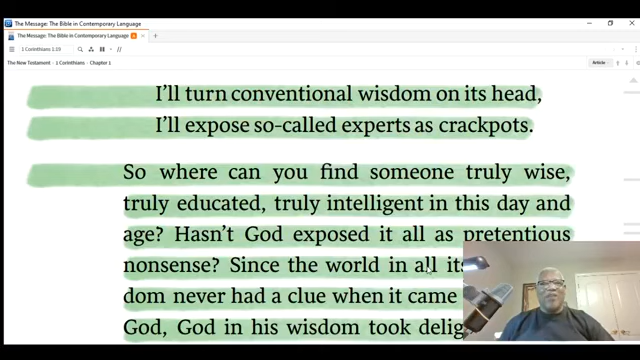 The Message: The Bible in Contemporary Language
The Message: The Bible in Contemporary Language
1 Corinthians 1:19
The New Testament › 1 Corinthians › Chapter 1
Article
I'll turn conventional wisdom on its head,
I'll expose so-called experts as crackpots.
So where can you find someone truly wise,
truly educated, truly intelligent in this day and
age? Hasn't God exposed it all as pretentious
nonsense? Since the world in all its
dom never had a clue when it came
God, God in his wisdom took delig